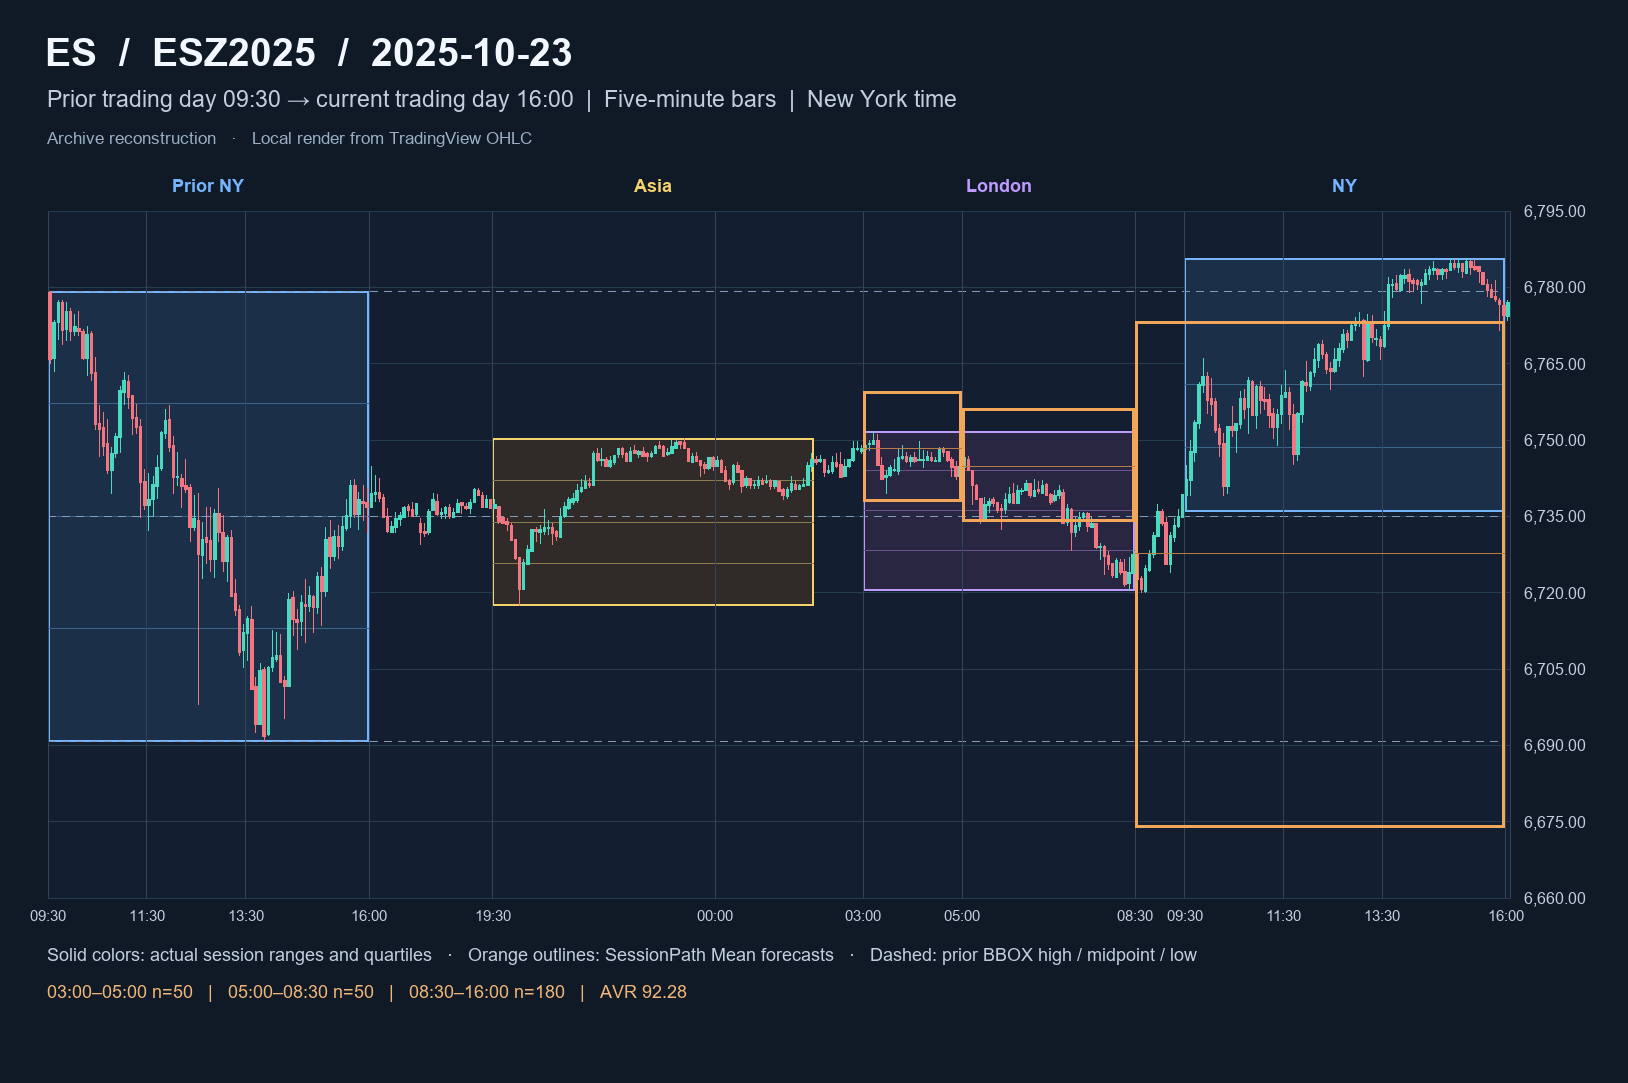 ES / ESZ2025 / 2025-10-23
Prior trading day 09:30 → current trading day 16:00 | Five-minute bars | New York time
Archive reconstruction · Local render from TradingView OHLC
Prior NY Asia London NY
6,795.00
6,780.00
6,765.00
6,750.00
6,735.00
6,720.00
6,705.00
6,690.00
6,675.00
6,660.00
09:30 11:30 13:30 16:00 19:30 00:00 03:00 05:00 08:30 09:30 11:30 13:30 16:00
Solid colors: actual session ranges and quartiles · Orange outlines: SessionPath Mean forecasts · Dashed: prior BBOX high / midpoint / low
03:00–05:00 n=50 | 05:00–08:30 n=50 | 08:30–16:00 n=180 | AVR 92.28